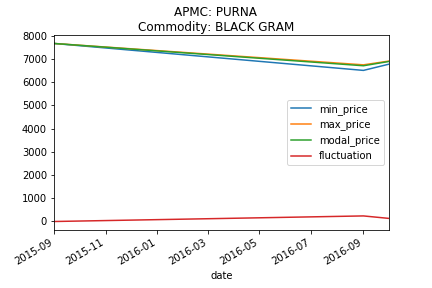 APMC: PURNA
Commodity: BLACK GRAM
8000
7000
6000
5000
4000
3000
2000
1000
0
min_price
max_price
modal_price
fluctuation
2015-09
2015-11
2016-01
2016-03
2016-05
2016-07
2016-09
date